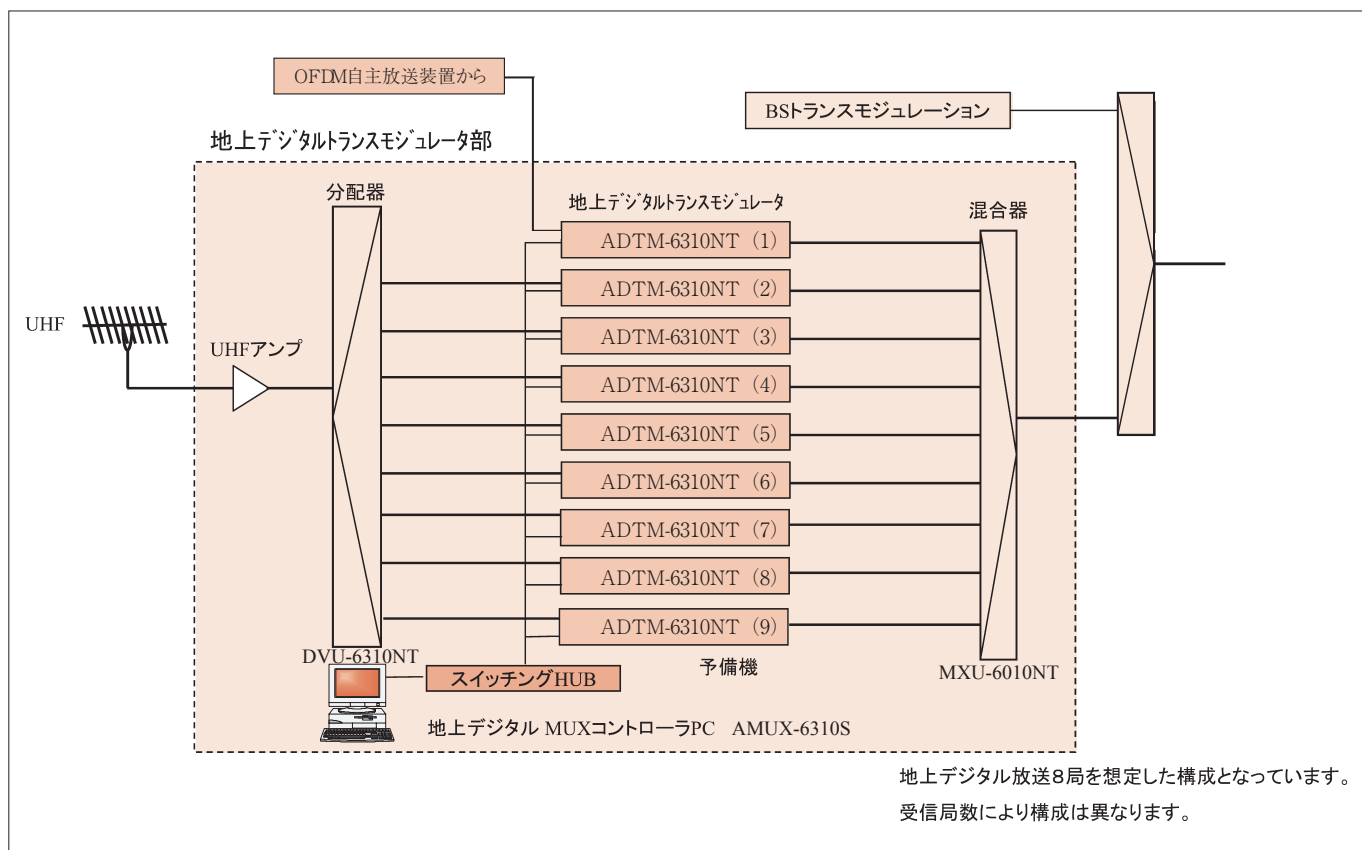 OFDM自主放送装置から
BSトランスモジュレーション
地上デジタルトランスモジュレータ部
分配器
地上デジタルトランスモジュレータ
混合器
ADTM-6310NT (1)
ADTM-6310NT (2)
ADTM-6310NT (3)
ADTM-6310NT (4)
ADTM-6310NT (5)
ADTM-6310NT (6)
ADTM-6310NT (7)
ADTM-6310NT (8)
ADTM-6310NT (9)
UHF
UHFアンプ
DVU-6310NT
スイッチングHUB
予備機
MXU-6010NT
地上デジタル MUXコントローラPC AMUX-6310S
地上デジタル放送8局を想定した構成となっています。
受信局数により構成は異なります。